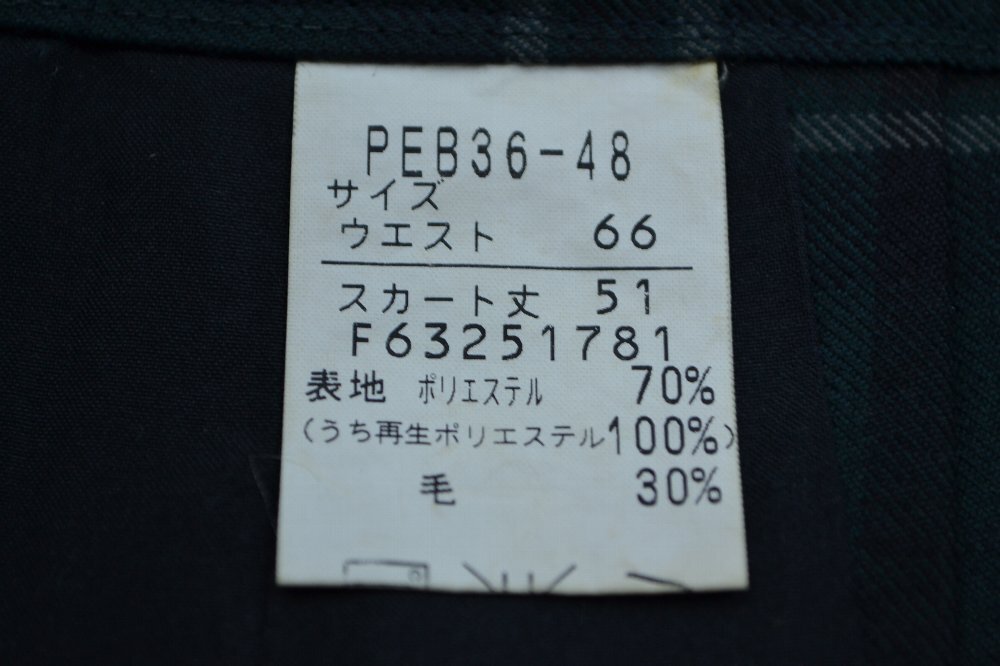 PEB36-48
サイズ
ウエスト 66
スカート丈 51
F63251781
表地 ポリエステル 70%
(うち再生ポリエステル100%)
毛 30%